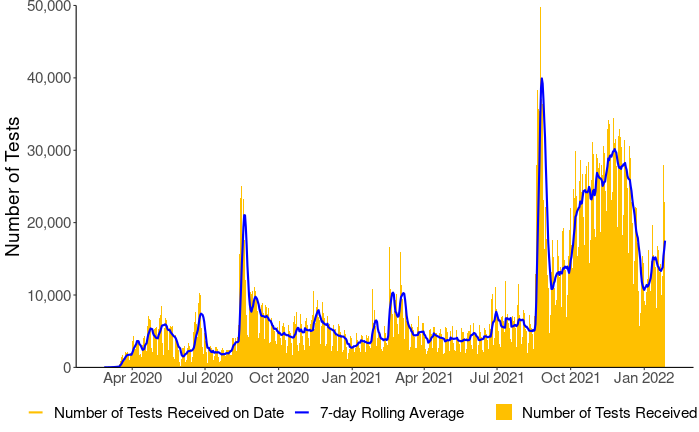 50,000
40,000
30,000
20,000
10,000
0
Number of Tests
Apr 2020 Jul 2020 Oct 2020 Jan 2021 Apr 2021 Jul 2021 Oct 2021 Jan 2022
Number of Tests Received on Date 7-day Rolling Average Number of Tests Received